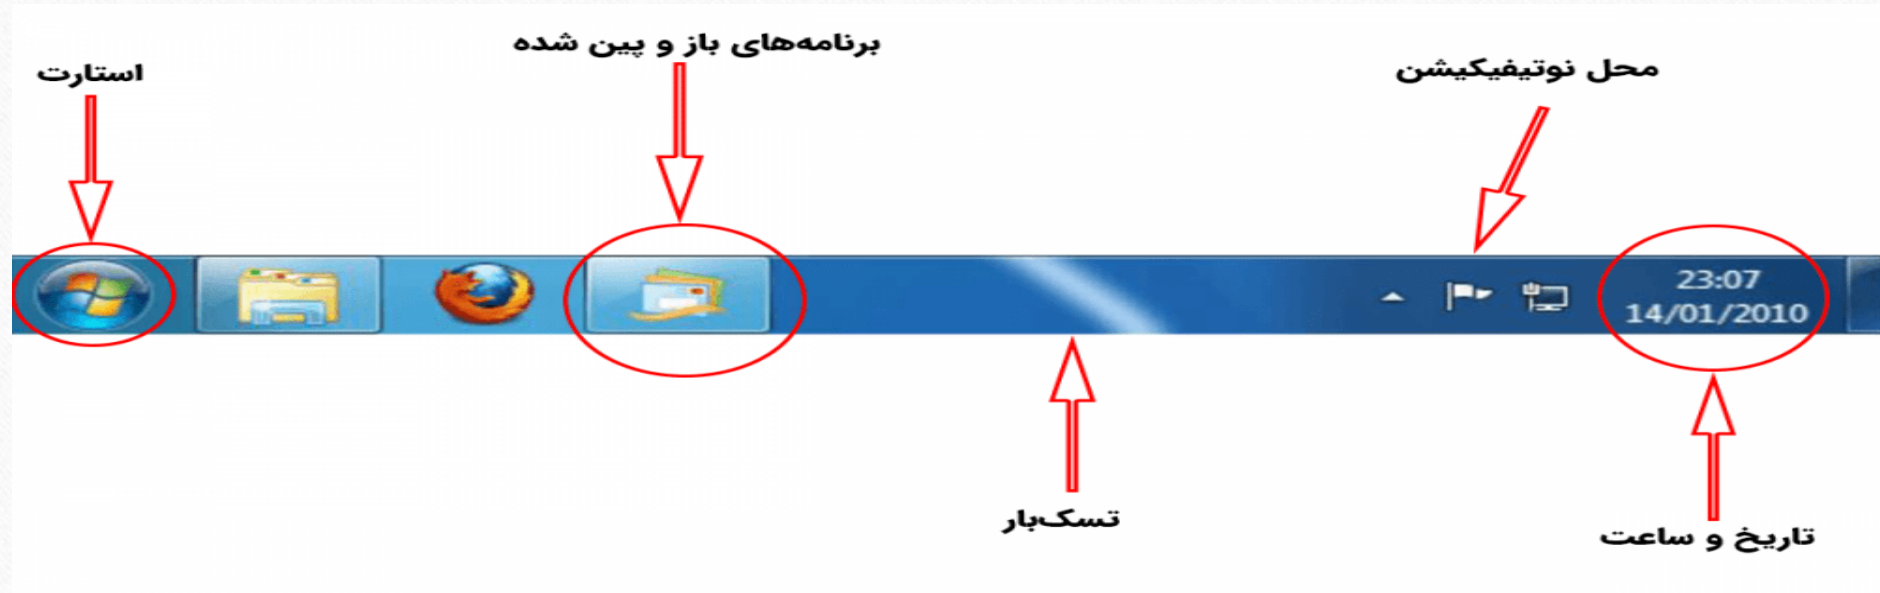 برنامه‌های باز و پین شده
محل نوتیفیکیشن
استارت
23:07
14/01/2010
تسک‌بار
تاریخ و ساعت